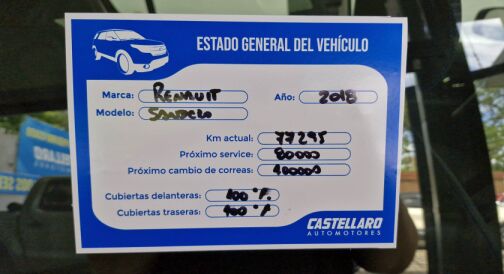 ESTADO GENERAL DEL VEHÍCULO
Marca: RENAULT Año: 2018
Modelo: SANDERO
Km actual: 77295
Próximo service: 80000
Próximo cambio de correas: 100000
Cubiertas delanteras: 100 %
Cubiertas traseras: 100 %
CASTELLARO
AUTOMOTORES